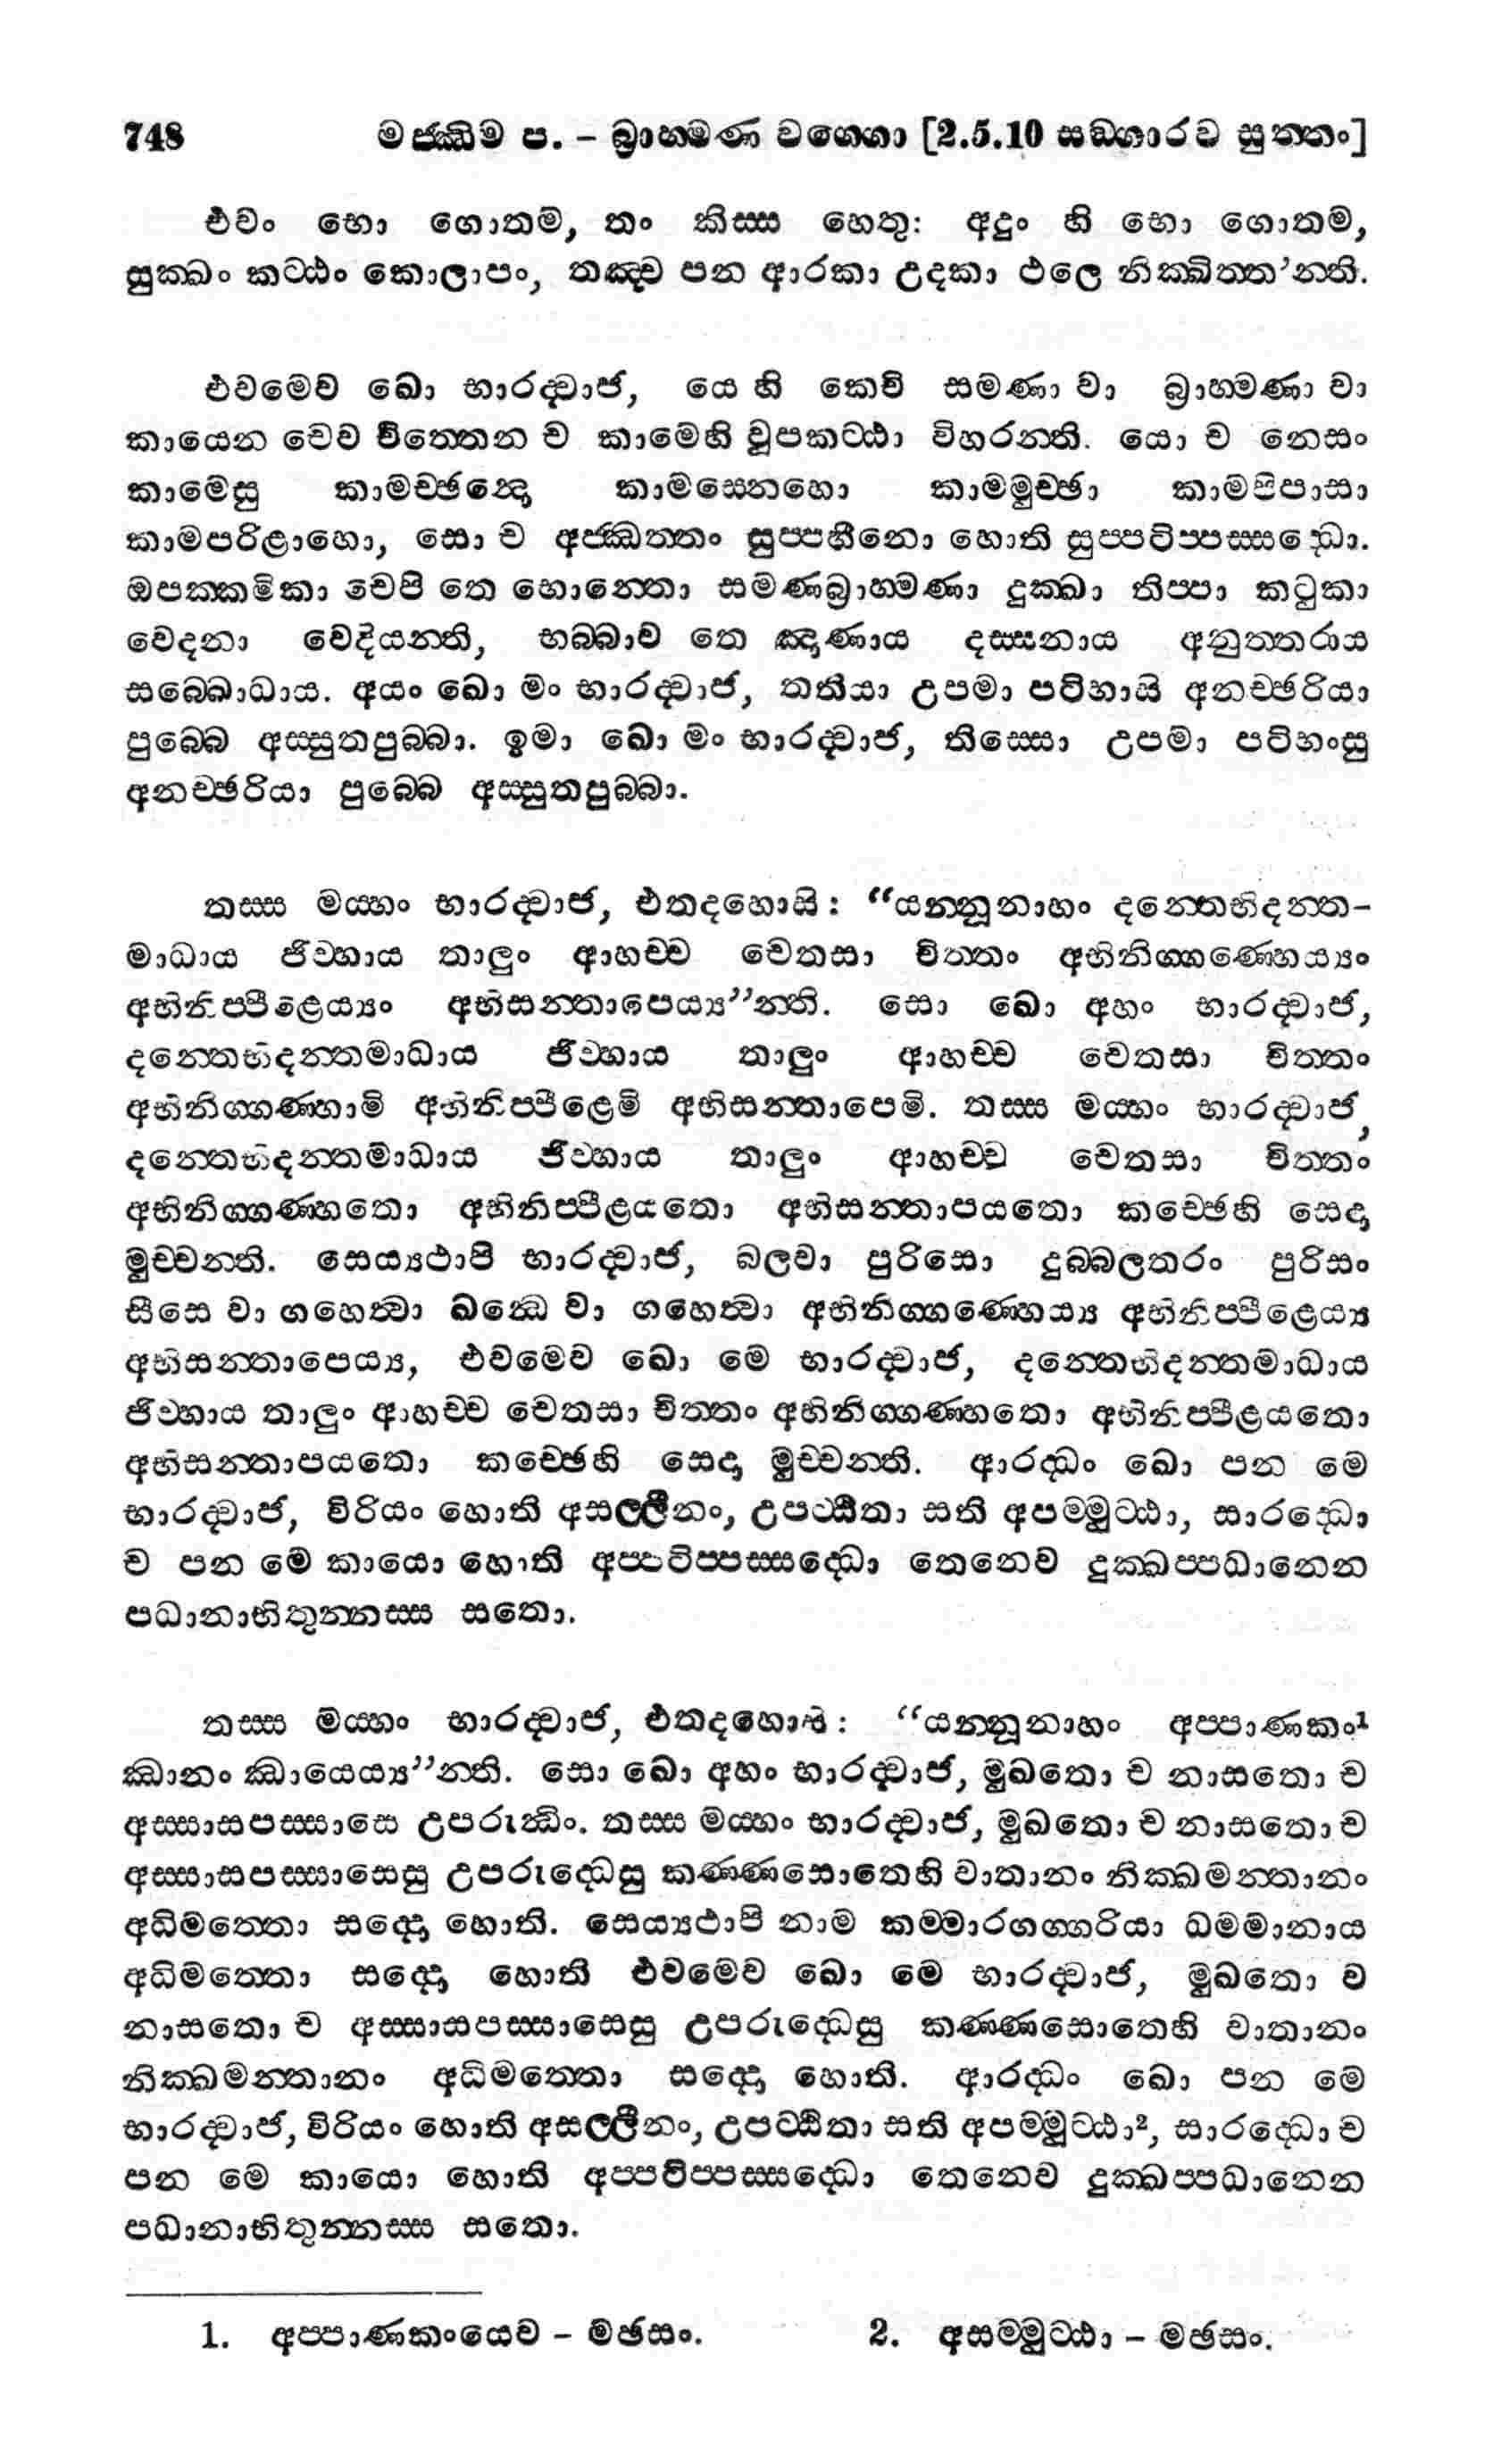 748 මජ්ඣිම ප. – බ්‍රාහ්මණ වග්ගො [2.5.10 සඞ්ගාරව සුත්තං]
එවං භො ගොතම, තං කිස්ස හෙතු: අදුං හි භො ගොතම,
සුක්ඛං කට්ඨං කොලාපං, තඤ්ච පන ආරකා උදකා ථලෙ නික්ඛිත්ත’න්ති.
එවමෙව ඛො භාරද්වාජ, යෙ හි කෙචි සමණා වා බ්‍රාහ්මණා වා
කායෙන චෙව චිත්තෙන ච කාමෙහි වූපකට්ඨා විහරන්ති. යො ච නෙසං
කාමෙසු කාමච්ඡන්දො කාමසෙනහො කාමමුච්ඡා කාමපිපාසා
කාමපරිළාහො, සො ච අජ්ඣත්තං සුප්පහීනො හොති සුප්පටිප්පස්සද්ධො.
ඔපක්කමිකා චෙපි තෙ භොන්තො සමණබ්‍රාහ්මණා දුක්ඛා තිප්පා කටුකා
වෙදනා වෙදියන්ති, භබ්බාව තෙ ඤාණාය දස්සනාය අනුත්තරාය
සබ්බොධාය. අයං ඛො මං භාරද්වාජ, තතියා උපමා පටිභායි අනච්ඡරියා
පුබ්බෙ අස්සුතපුබ්බා. ඉමා ඛො මං භාරද්වාජ, තිස්සො උපමා පටිභංසු
අනච්ඡරියා පුබ්බෙ අස්සුතපුබ්බා.
තස්ස මය්හං භාරද්වාජ, එතදහොසි: “යන්නූනාහං දන්තෙභිදන්ත-
මාධාය ජිව්හාය තාලුං ආහච්ච චෙතසා චිත්තං අභිනිග්ගණ්හෙය්‍යං
අභිනිප්පීළෙය්‍යං අභිසන්තාපෙය්‍ය”න්ති. සො ඛො අහං භාරද්වාජ,
දන්තෙභිදන්තමාධාය ජිව්හාය තාලුං ආහච්ච චෙතසා චිත්තං
අභිනිග්ගණ්හාමි අභිනිප්පීළෙමි අභිසන්තාපෙමි. තස්ස මය්හං භාරද්වාජ,
දන්තෙභිදන්තමාධාය ජිව්හාය තාලුං ආහච්ච චෙතසා චිත්තං
අභිනිග්ගණ්හතො අභිනිප්පීළයතො අභිසන්තාපයතො කච්ඡෙහි සෙදා
මුච්චන්ති. සෙය්‍යථාපි භාරද්වාජ, බලවා පුරිසො දුබ්බලතරං පුරිසං
සීසෙ වා ගහෙත්වා ඛන්ධෙ වා ගහෙත්වා අභිනිග්ගණ්හෙය්‍ය අභිනිප්පීළෙය්‍ය
අභිසන්තාපෙය්‍ය, එවමෙව ඛො මෙ භාරද්වාජ, දන්තෙභිදන්තමාධාය
ජිව්හාය තාලුං ආහච්ච චෙතසා චිත්තං අභිනිග්ගණ්හතො අභිනිප්පීළයතො
අභිසන්තාපයතො කච්ඡෙහි සෙදා මුච්චන්ති. ආරද්ධං ඛො පන මෙ
භාරද්වාජ, විරියං හොති අසල්ලීනං, උපට්ඨිතා සති අපම්මුට්ඨා, සාරද්ධො
ච පන මෙ කායො හොති අප්පටිප්පස්සද්ධො තෙනෙව දුක්ඛප්පධානෙන
පධානාභිතුන්නස්ස සතො.
තස්ස මය්හං භාරද්වාජ, එතදහොසි: “යන්නූනාහං අප්පාණකං¹
ඣානං ඣායෙය්‍ය”න්ති. සො ඛො අහං භාරද්වාජ, මුඛතො ච නාසතො ච
අස්සාසපස්සාසෙ උපරුන්ධිං. තස්ස මය්හං භාරද්වාජ, මුඛතො ච නාසතො ච
අස්සාසපස්සාසෙසු උපරුද්ධෙසු කණ්ණසොතෙහි වාතානං නික්ඛමන්තානං
අධිමත්තො සද්දො හොති. සෙය්‍යථාපි නාම කම්මාරගග්ගරියා ධමමානාය
අධිමත්තො සද්දො හොති එවමෙව ඛො මෙ භාරද්වාජ, මුඛතො ච
නාසතො ච අස්සාසපස්සාසෙසු උපරුද්ධෙසු කණ්ණසොතෙහි වාතානං
නික්ඛමන්තානං අධිමත්තො සද්දො හොති. ආරද්ධං ඛො පන මෙ
භාරද්වාජ, විරියං හොති අසල්ලීනං, උපට්ඨිතා සති අපම්මුට්ඨා², සාරද්ධො ච
පන මෙ කායො හොති අප්පටිප්පස්සද්ධො තෙනෙව දුක්ඛප්පධානෙන
පධානාභිතුන්නස්ස සතො.
1. අප්පාණකංයෙව – මඡසං. 2. අසම්මුට්ඨා – මඡසං.